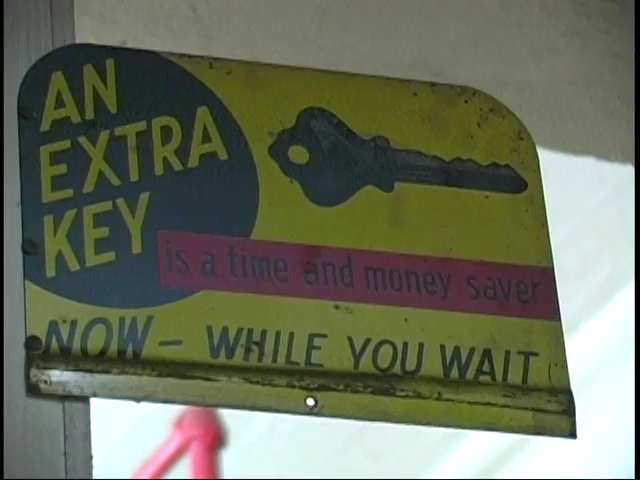 AN
EXTRA
KEY
is a time and money saver
NOW - WHILE YOU WAIT